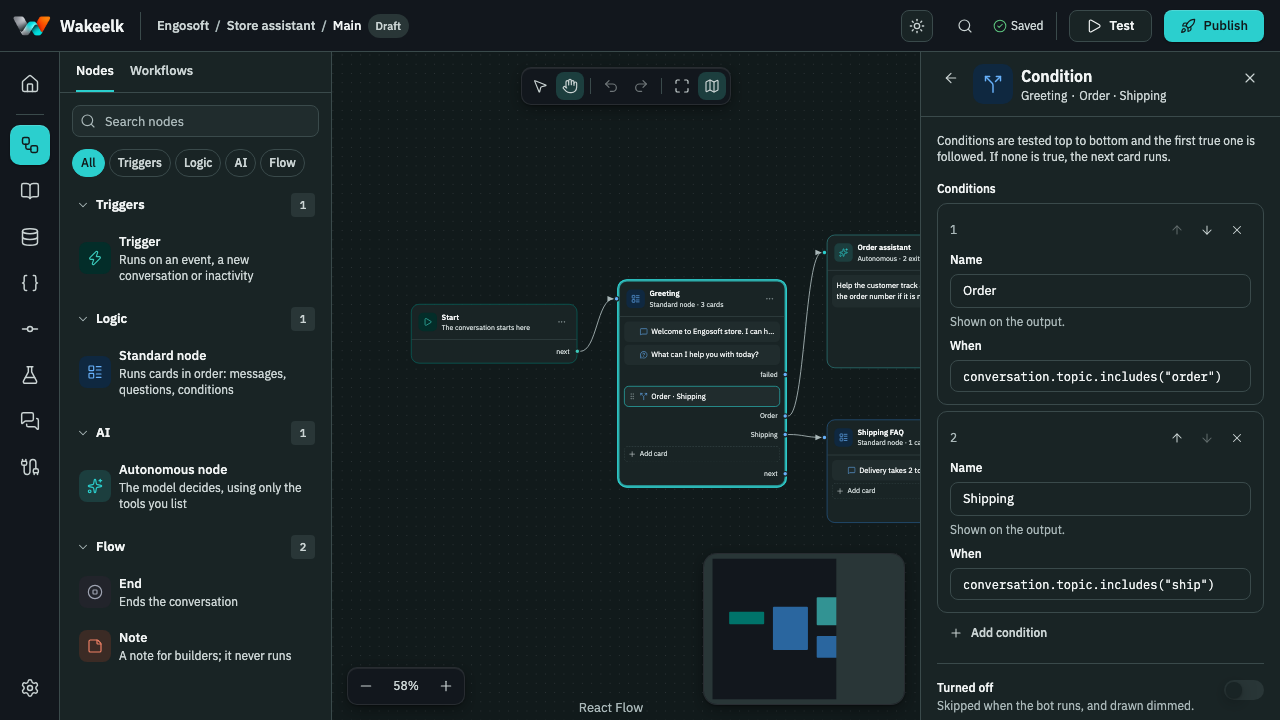 Wakeelk
Engosoft / Store assistant / Main Draft
Saved
Test
Publish
Nodes Workflows
Search nodes
All Triggers Logic AI Flow
Triggers 1
Trigger
Runs on an event, a new
conversation or inactivity
Logic 1
Standard node
Runs cards in order: messages,
questions, conditions
AI 1
Autonomous node
The model decides, using only the
tools you list
Flow 2
End
Ends the conversation
Note
A note for builders; it never runs
Start
The conversation starts here
next
Greeting
Standard node · 3 cards
Welcome to Engosoft store. I can h...
What can I help you with today?
failed
Order · Shipping
Order
Shipping
Add card
next
Order assistant
Autonomous · 2 exit
Help the customer track
the order number if it is
Shipping FAQ
Standard node · 1
Delivery takes 2
Add card
58%
React Flow
Condition
Greeting · Order · Shipping
Conditions are tested top to bottom and the first true one is
followed. If none is true, the next card runs.
Conditions
1
Name
Order
Shown on the output.
When
conversation.topic.includes("order")
2
Name
Shipping
Shown on the output.
When
conversation.topic.includes("ship")
Add condition
Turned off
Skipped when the bot runs, and drawn dimmed.